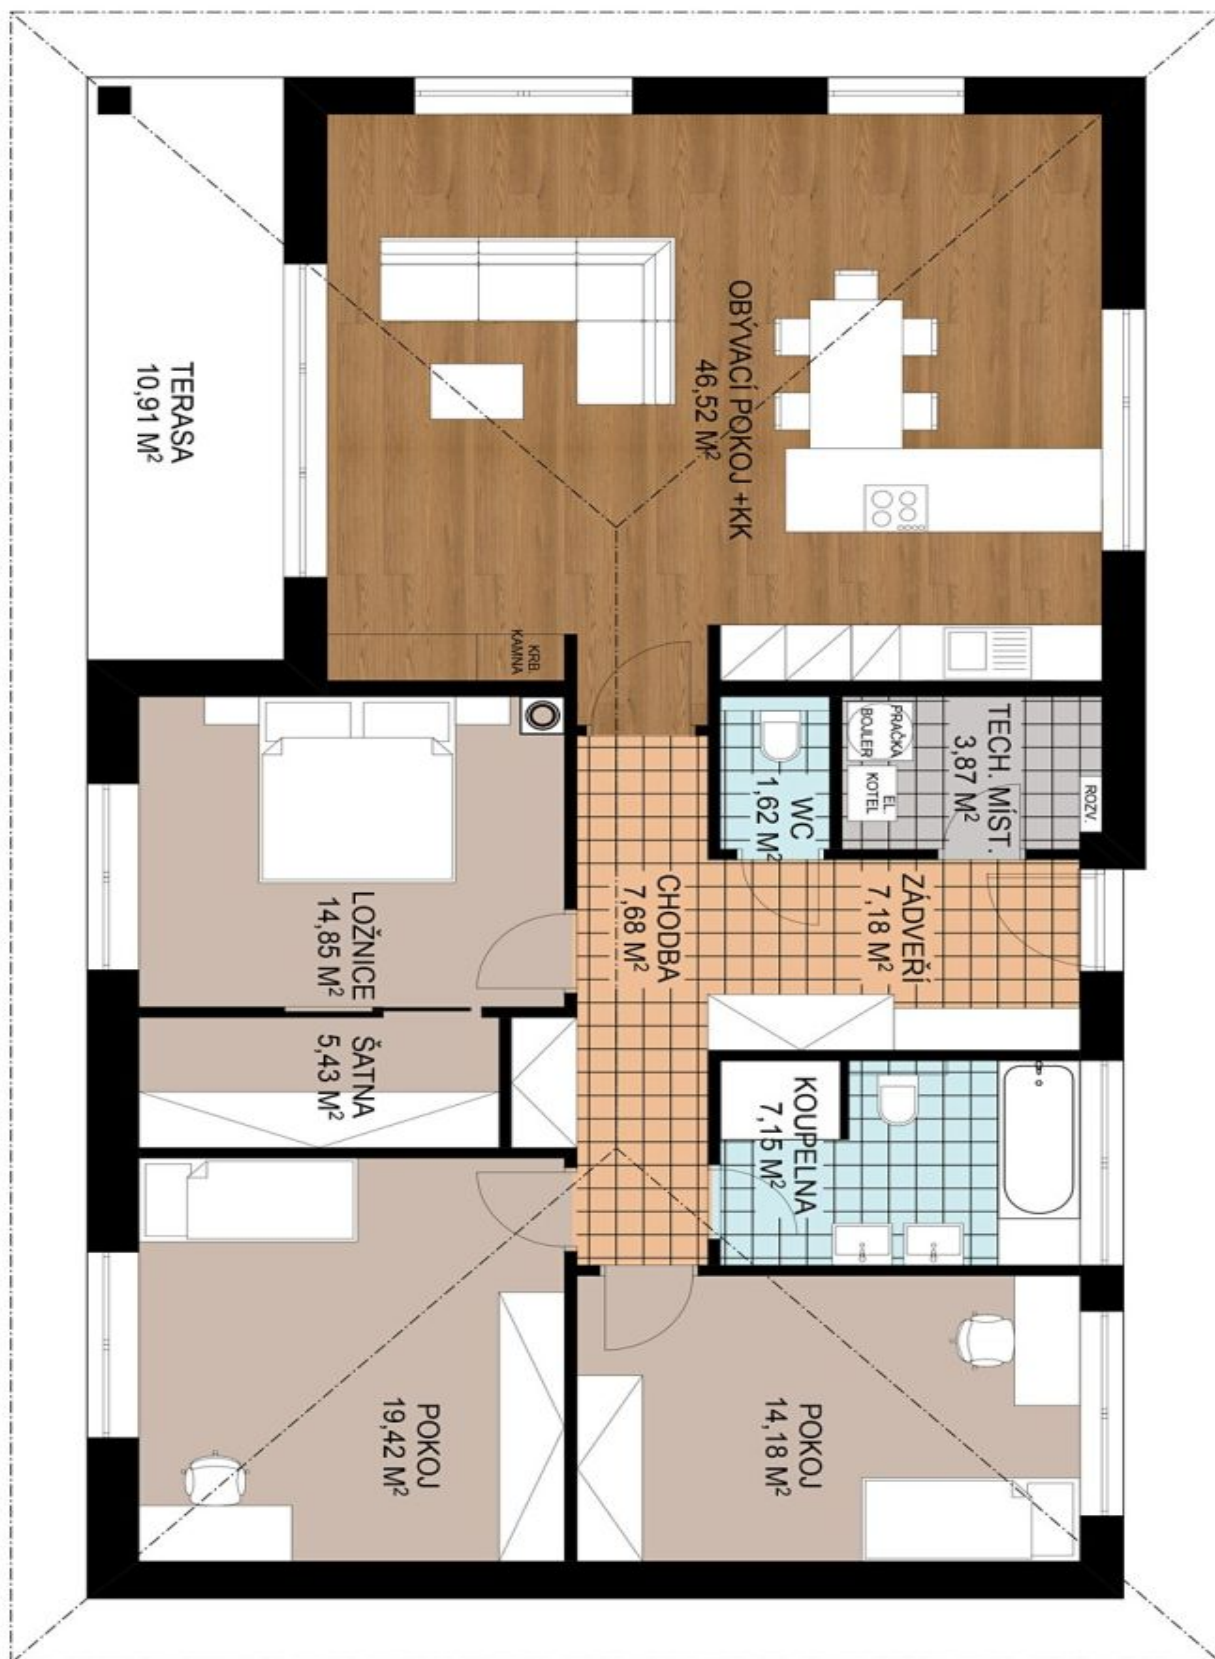 OBÝVACÍ POKOJ +KK
46,52 M²
TERASA
10,91 M²
KRB.
KAMNA
TECH. MÍST.
3,87 M²
PRAČKA
BOJLER
EL.
KOTEL
ROZV.
WC
1,62 M²
ZÁDVEŘÍ
7,18 M²
CHODBA
7,68 M²
LOŽNICE
14,85 M²
ŠATNA
5,43 M²
KOUPELNA
7,15 M²
POKOJ
19,42 M²
POKOJ
14,18 M²